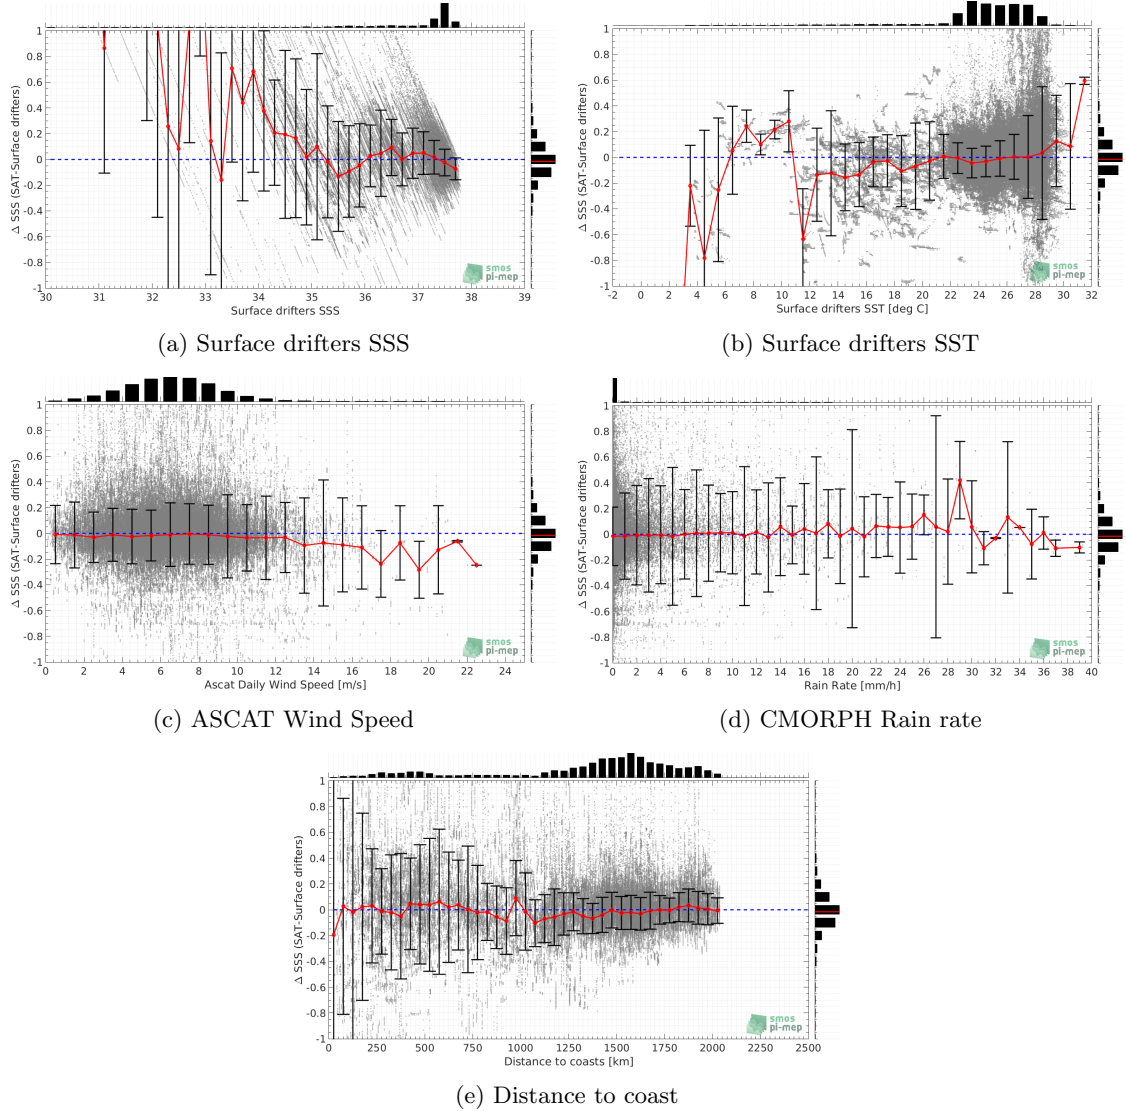 Δ SSS (SAT-Surface drifters)
1
0.8
0.6
0.4
0.2
0
-0.2
-0.4
-0.6
-0.8
-1
30 31 32 33 34 35 36 37 38 39
Surface drifters SSS
smos
pi-mep
(a) Surface drifters SSS
Δ SSS (SAT-Surface drifters)
1
0.8
0.6
0.4
0.2
0
-0.2
-0.4
-0.6
-0.8
-1
-2 0 2 4 6 8 10 12 14 16 18 20 22 24 26 28 30 32
Surface drifters SST [deg C]
smos
pi-mep
(b) Surface drifters SST
Δ SSS (SAT-Surface drifters)
1
0.8
0.6
0.4
0.2
0
-0.2
-0.4
-0.6
-0.8
-1
0 2 4 6 8 10 12 14 16 18 20 22 24
Ascat Daily Wind Speed [m/s]
smos
pi-mep
(c) ASCAT Wind Speed
Δ SSS (SAT-Surface drifters)
1
0.8
0.6
0.4
0.2
0
-0.2
-0.4
-0.6
-0.8
-1
0 2 4 6 8 10 12 14 16 18 20 22 24 26 28 30 32 34 36 38 40
Rain Rate [mm/h]
smos
pi-mep
(d) CMORPH Rain rate
Δ SSS (SAT-Surface drifters)
1
0.8
0.6
0.4
0.2
0
-0.2
-0.4
-0.6
-0.8
-1
0 250 500 750 1000 1250 1500 1750 2000 2250 2500
Distance to coasts [km]
smos
pi-mep
(e) Distance to coast